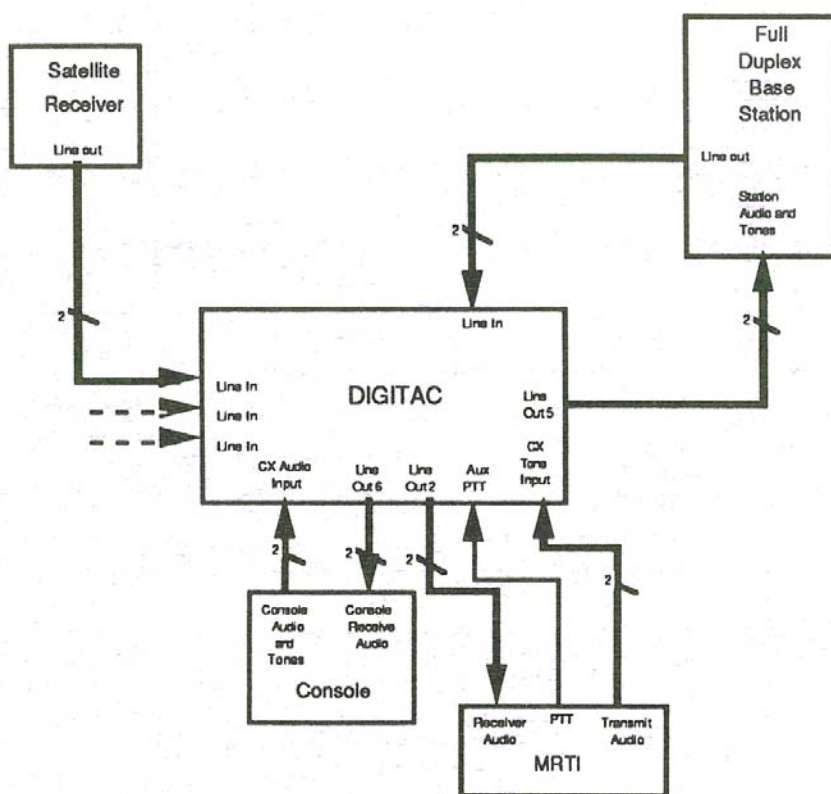 Satellite
Receiver
Line out
2
Full
Duplex
Base
Station
Line out
Station
Audio and
Tones
2
2
Line In
DIGITAC
Line In
Line In
Line In
Line
Out 5
CX Audio
Input
Line
Out 6
Line
Out 2
Aux
PTT
CX
Tone
Input
2
2
2
2
Console
Audio
and
Tones
Console
Receive
Audio
Console
Receiver
Audio
PTT
Transmit
Audio
MRTI